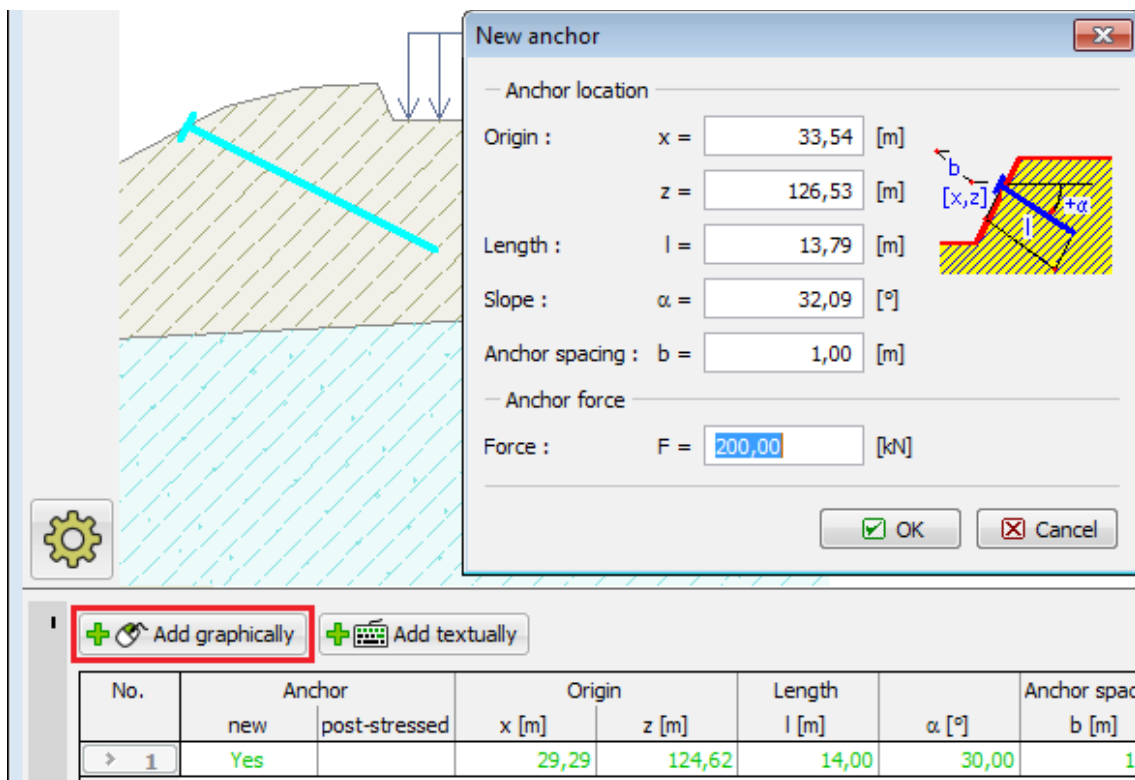 New anchor
Anchor location
Origin : x = 33,54 [m]
z = 126,53 [m]
Length : l = 13,79 [m]
Slope : α = 32,09 [°]
Anchor spacing : b = 1,00 [m]
b
[x,z]
+α
l
Anchor force
Force : F = 200,00 [kN]
OK Cancel
Add graphically Add textually
No. Anchor Origin Length Anchor spac
new post-stressed x [m] z [m] l [m] α [°] b [m]
1 Yes 29,29 124,62 14,00 30,00 1